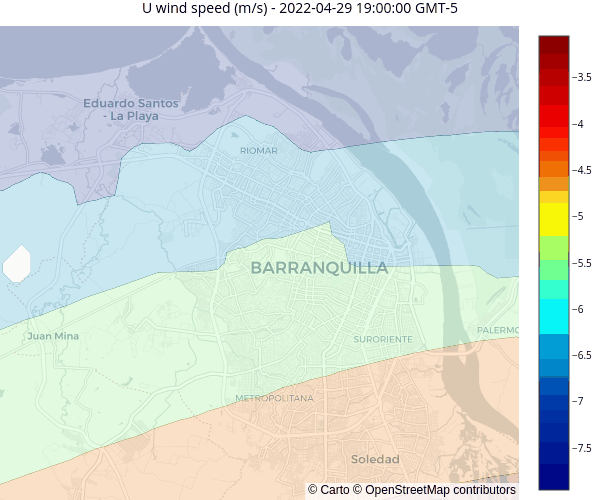 U wind speed (m/s) - 2022-04-29 19:00:00 GMT-5
Eduardo Santos
- La Playa
RIOMAR
BARRANQUILLA
Juan Mina
SURORIENTE
PALERMO
METROPOLITANA
Soledad
−3.5
−4
−4.5
−5
−5.5
−6
−6.5
−7
−7.5
© Carto © OpenStreetMap contributors